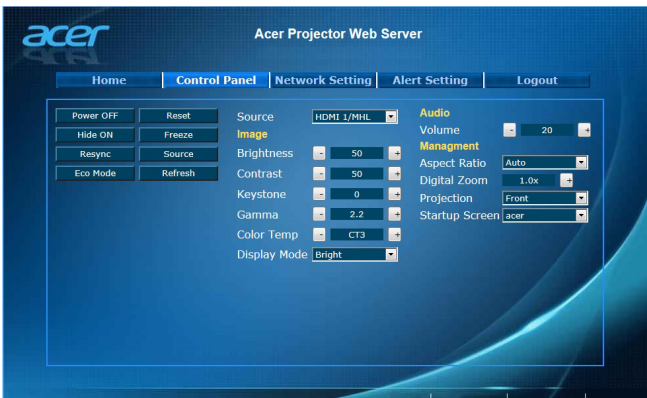 acer
Acer Projector Web Server
Home Control Panel Network Setting Alert Setting Logout
Power OFF Reset
Hide ON Freeze
Resync Source
Eco Mode Refresh
Source HDMI 1/MHL
Image
Brightness - 50 +
Contrast - 50 +
Keystone - 0 +
Gamma - 2.2 +
Color Temp - CT3 +
Display Mode Bright
Audio
Volume - 20 +
Managment
Aspect Ratio Auto
Digital Zoom 1.0x +
Projection Front
Startup Screen acer